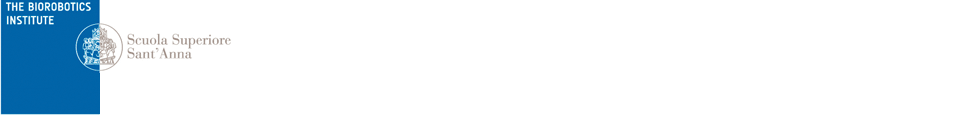 THE BIOROBOTICS
INSTITUTE
Scuola Superiore
Sant'Anna